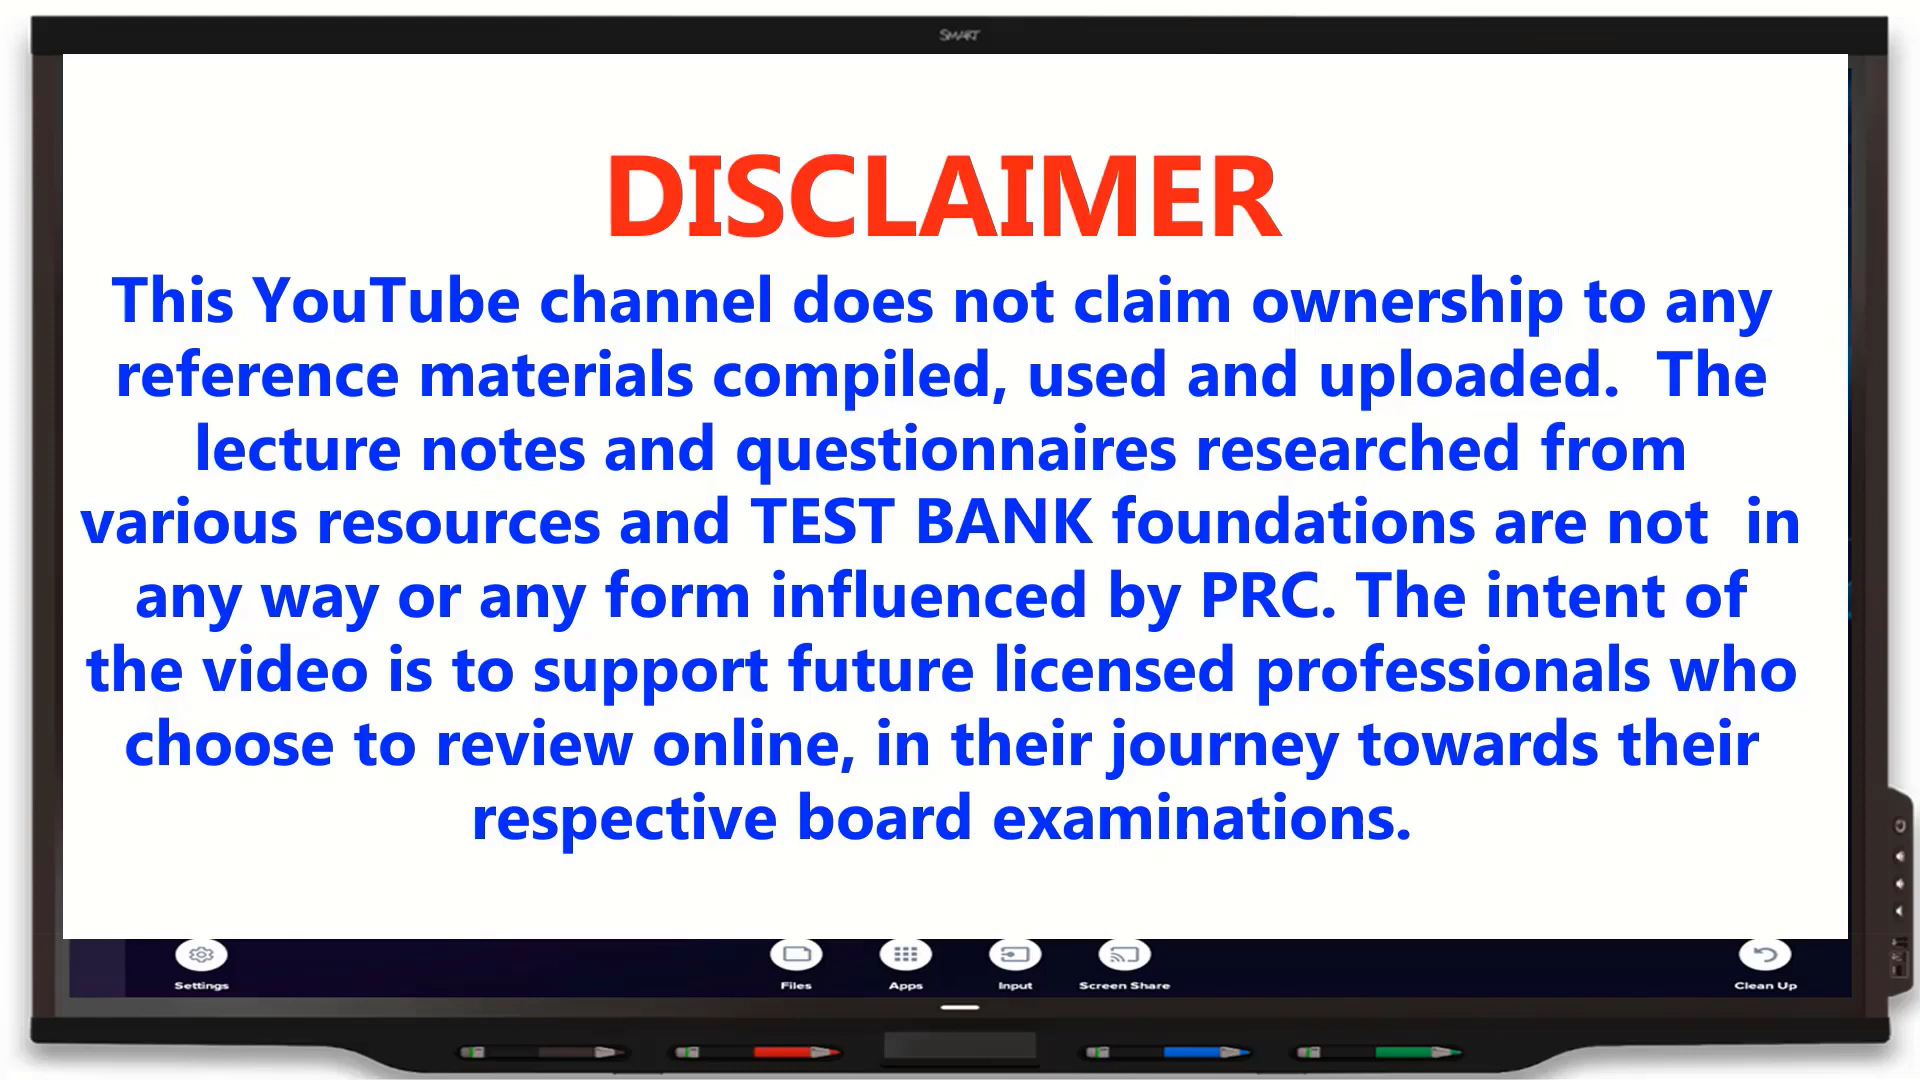 SMART
DISCLAIMER
This YouTube channel does not claim ownership to any
reference materials compiled, used and uploaded.  The
lecture notes and questionnaires researched from
various resources and TEST BANK foundations are not  in
any way or any form influenced by PRC. The intent of
the video is to support future licensed professionals who
choose to review online, in their journey towards their
respective board examinations.
Settings
Files
Apps
Input
Screen Share
Clean Up